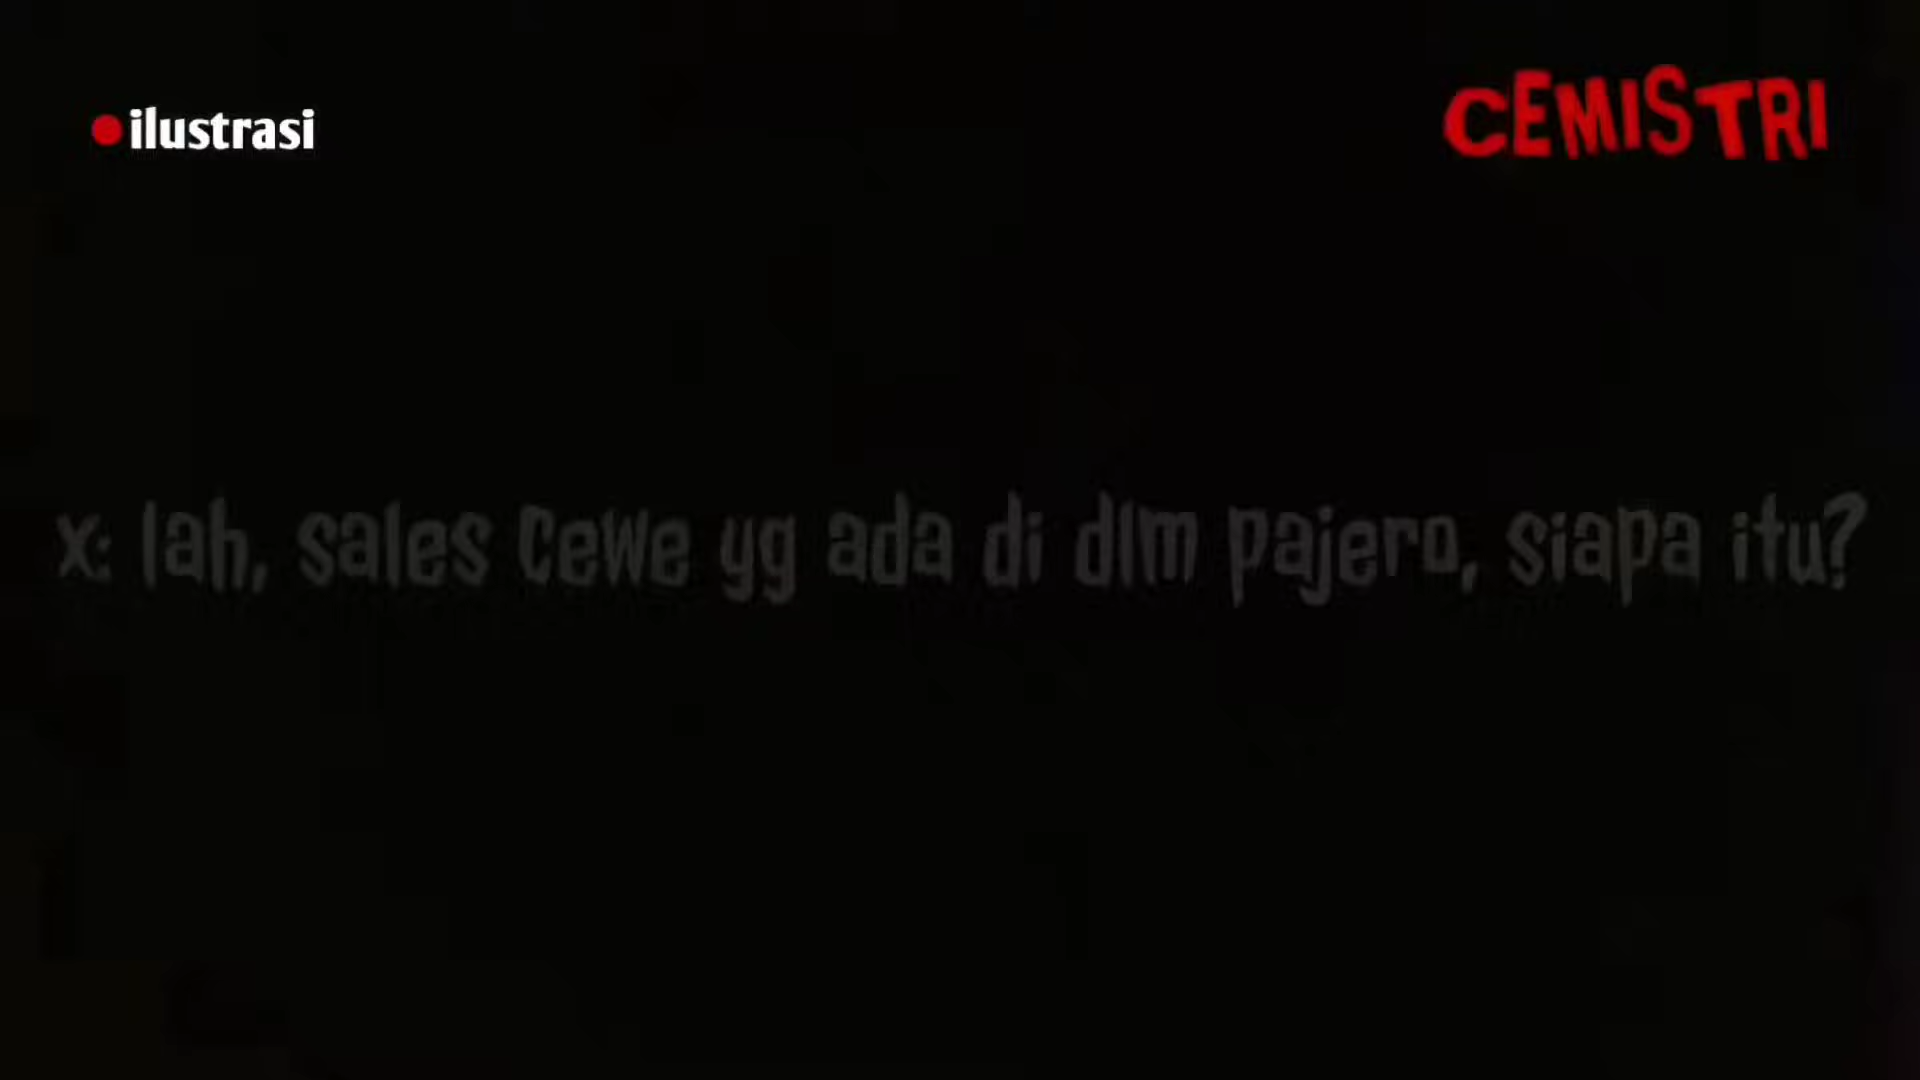 ilustrasi
CEMISTRI
x: lah, sales cewe yg ada di dlm pajero, siapa itu?